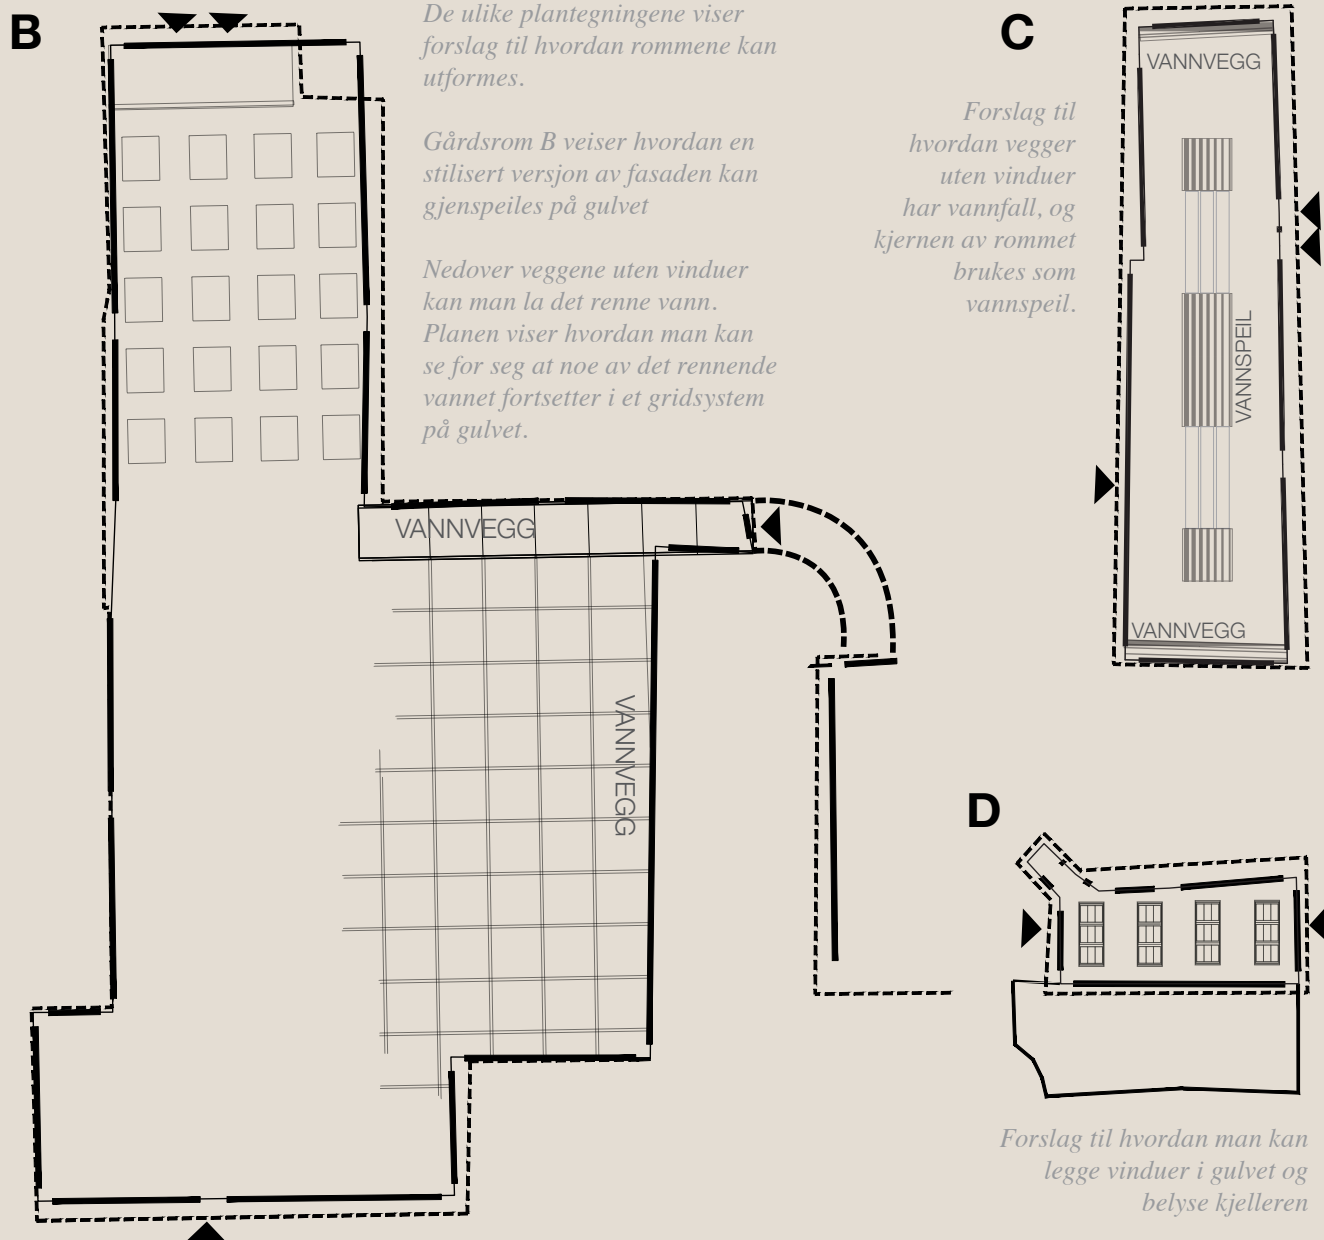 B
De ulike plantegningene viser
forslag til hvordan rommene kan
utformes.
Gårdsrom B veiser hvordan en
stilisert versjon av fasaden kan
gjenspeiles på gulvet
Nedover veggene uten vinduer
kan man la det renne vann.
Planen viser hvordan man kan
se for seg at noe av det rennende
vannet fortsetter i et gridsystem
på gulvet.
VANNVEGG
VANNVEGG
C
Forslag til
hvordan vegger
uten vinduer
har vannfall, og
kjernen av rommet
brukes som
vannspeil.
VANNVEGG
VANNSPEIL
VANNVEGG
D
Forslag til hvordan man kan
legge vinduer i gulvet og
belyse kjelleren